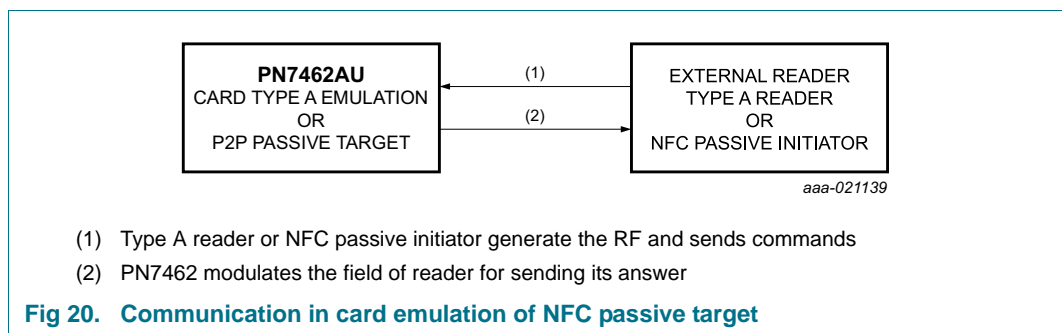 PN7462AU
CARD TYPE A EMULATION
OR
P2P PASSIVE TARGET
(1)
(2)
EXTERNAL READER
TYPE A READER
OR
NFC PASSIVE INITIATOR
aaa-021139
(1) Type A reader or NFC passive initiator generate the RF and sends commands
(2) PN7462 modulates the field of reader for sending its answer
Fig 20. Communication in card emulation of NFC passive target